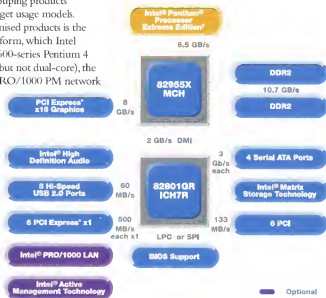 ouping products
get usage models.
nised products is the
form, which Intel
600-series Pentium 4
(but not dual-core), the
RO/1000 PM network
Intel® Pentium®
Processor
Extreme Edition†
8.5 GB/s
82955X
MCH
DDR2
10.7 GB/s
DDR2
PCI Express*
x16 Graphics
8
GB/s
2 GB/s DMI
Intel® High
Definition Audio
3
Gb/s
each
4 Serial ATA Ports
8 Hi-Speed
USB 2.0 Ports
60
MB/s
82801GR
ICH7R
Intel® Matrix
Storage Technology
6 PCI Express* x1
500
MB/s
each x1
133
MB/s
6 PCI
LPC or SPI
Intel® PRO/1000 LAN
BIOS Support
Intel® Active
Management Technology
Optional